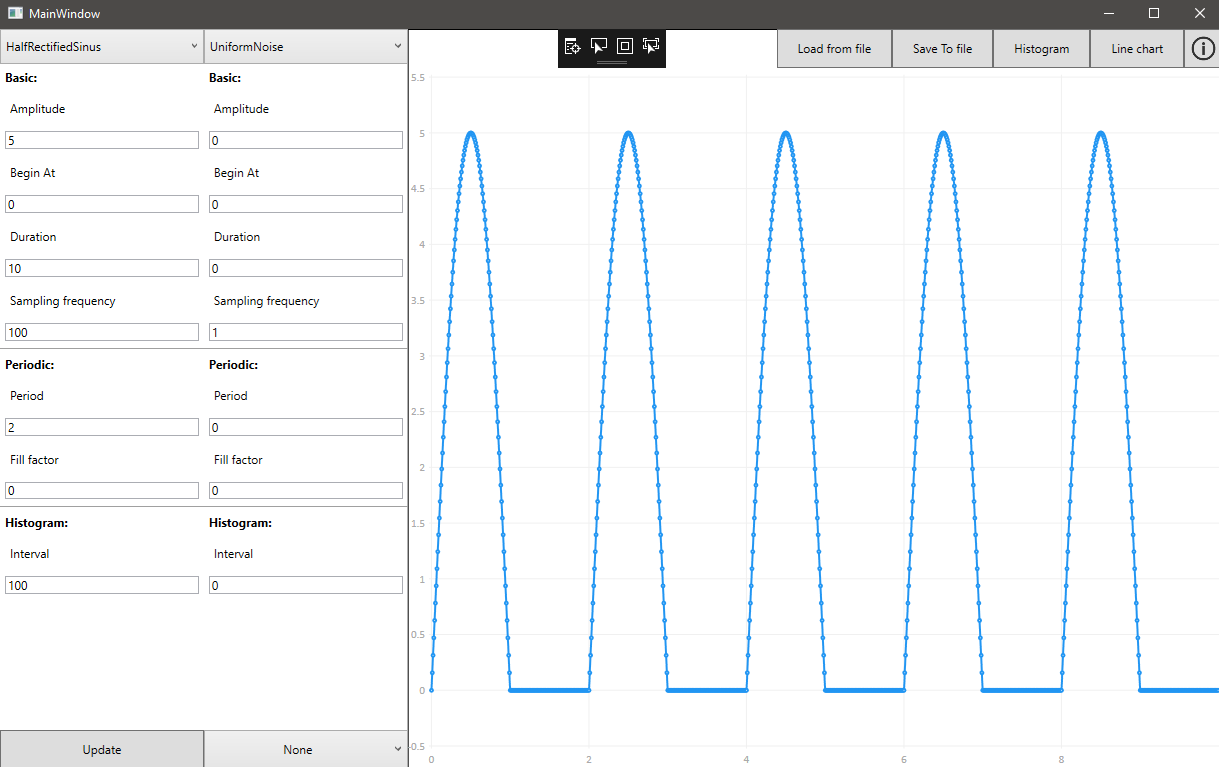 MainWindow
HalfRectifiedSinus UniformNoise Load from file Save To file Histogram Line chart
Basic: Basic:
Amplitude Amplitude
5 0
Begin At Begin At
0 0
Duration Duration
10 0
Sampling frequency Sampling frequency
100 1
Periodic: Periodic:
Period Period
2 0
Fill factor Fill factor
0 0
Histogram: Histogram:
Interval Interval
100 0
Update None
5.5
5
4.5
4
3.5
3
2.5
2
1.5
1
0.5
0
-0.5
0 2 4 6 8